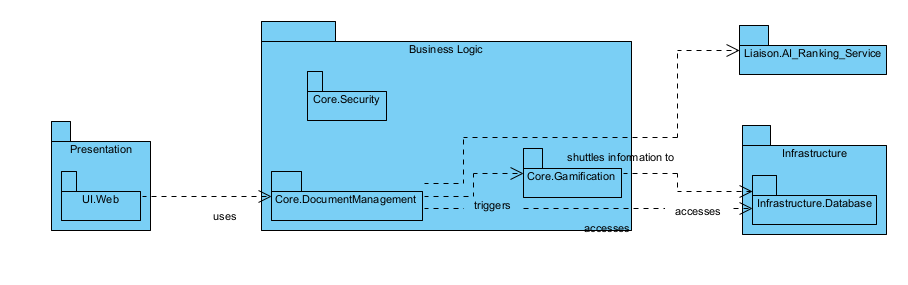 Business Logic
Liaison.AI_Ranking_Service
Core.Security
Presentation
shuttles information to
Infrastructure
Core.Gamification
UI.Web
Core.DocumentManagement
Infrastructure.Database
triggers
accesses
uses
accesses